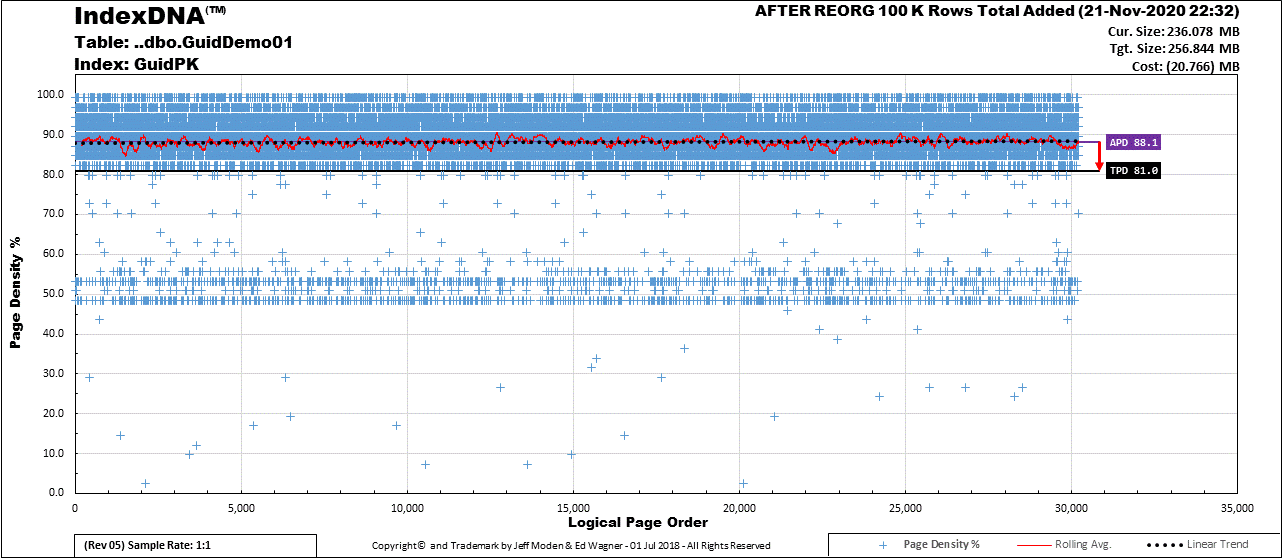 IndexDNA(TM)
AFTER REORG 100 K Rows Total Added (21-Nov-2020 22:32)
Table: ..dbo.GuidDemo01
Index: GuidPK
Cur. Size: 236.078 MB
Tgt. Size: 256.844 MB
Cost: (20.766) MB
Page Density %
100.0
90.0
80.0
70.0
60.0
50.0
40.0
30.0
20.0
10.0
0.0
APD 88.1
TPD 81.0
0 5,000 10,000 15,000 20,000 25,000 30,000 35,000
Logical Page Order
(Rev 05) Sample Rate: 1:1
Copyright© and Trademark by Jeff Moden & Ed Wagner - 01 Jul 2018 - All Rights Reserved
Page Density % Rolling Avg. Linear Trend